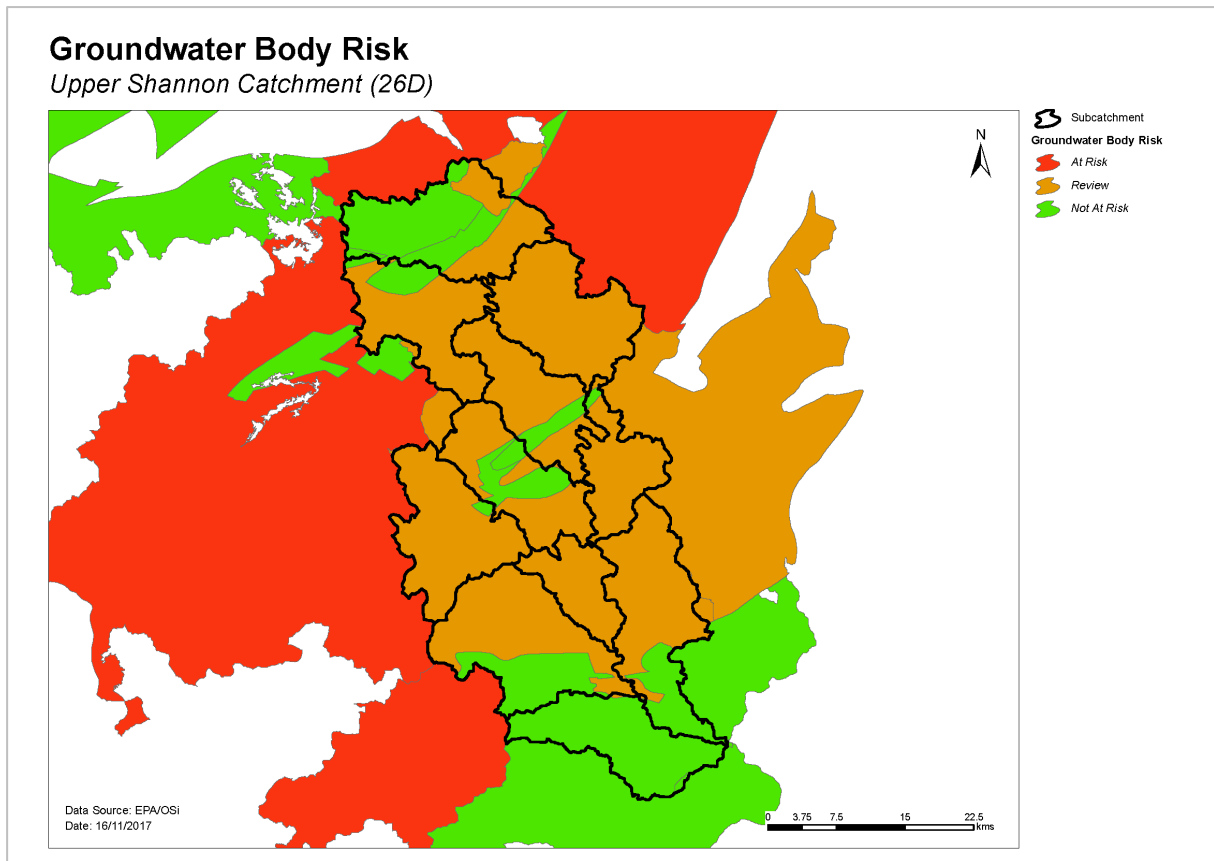 Groundwater Body Risk
Upper Shannon Catchment (26D)
Subcatchment
Groundwater Body Risk
At Risk
Review
Not At Risk
N
Data Source: EPA/OSi
Date: 16/11/2017
0 3.75 7.5 15 22.5
kms